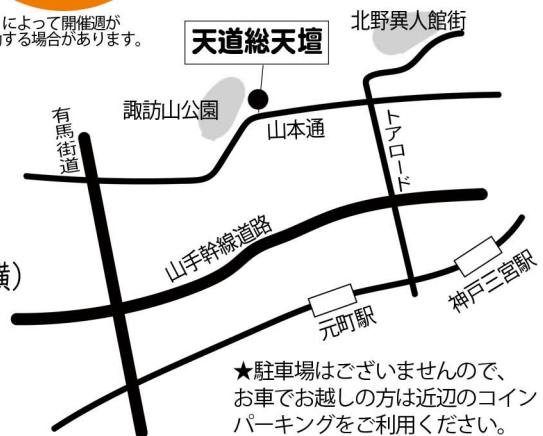 によって開催週が
する場合があります。
北野異人館街
天道総天壇
諏訪山公園
有馬街道
山本通
トアロード
山手幹線道路
横）
神戸三宮駅
元町駅
★駐車場はございませんので、
お車でお越しの方は近辺のコイン
パーキングをご利用ください。